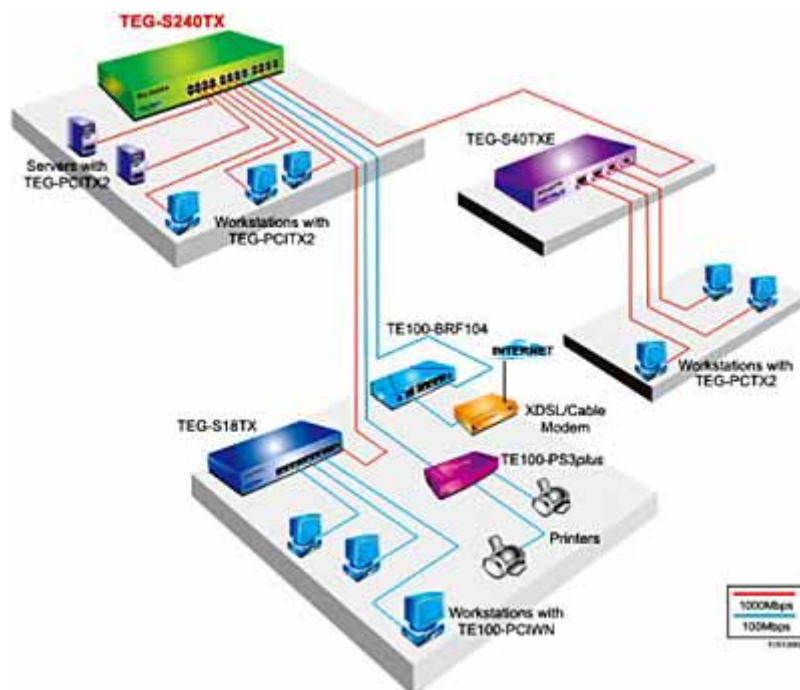 TEG-S240TX
TEG-S40TXE
Servers with
TEG-PCITX2
Workstations with
TEG-PCITX2
TE100-BRF104
INTERNET
Workstations with
TEG-PCTX2
XDSL/Cable
Modem
TEG-S18TX
TE100-PS3plus
Printers
Workstations with
TE100-PCIWN
1000Mbps
100Mbps